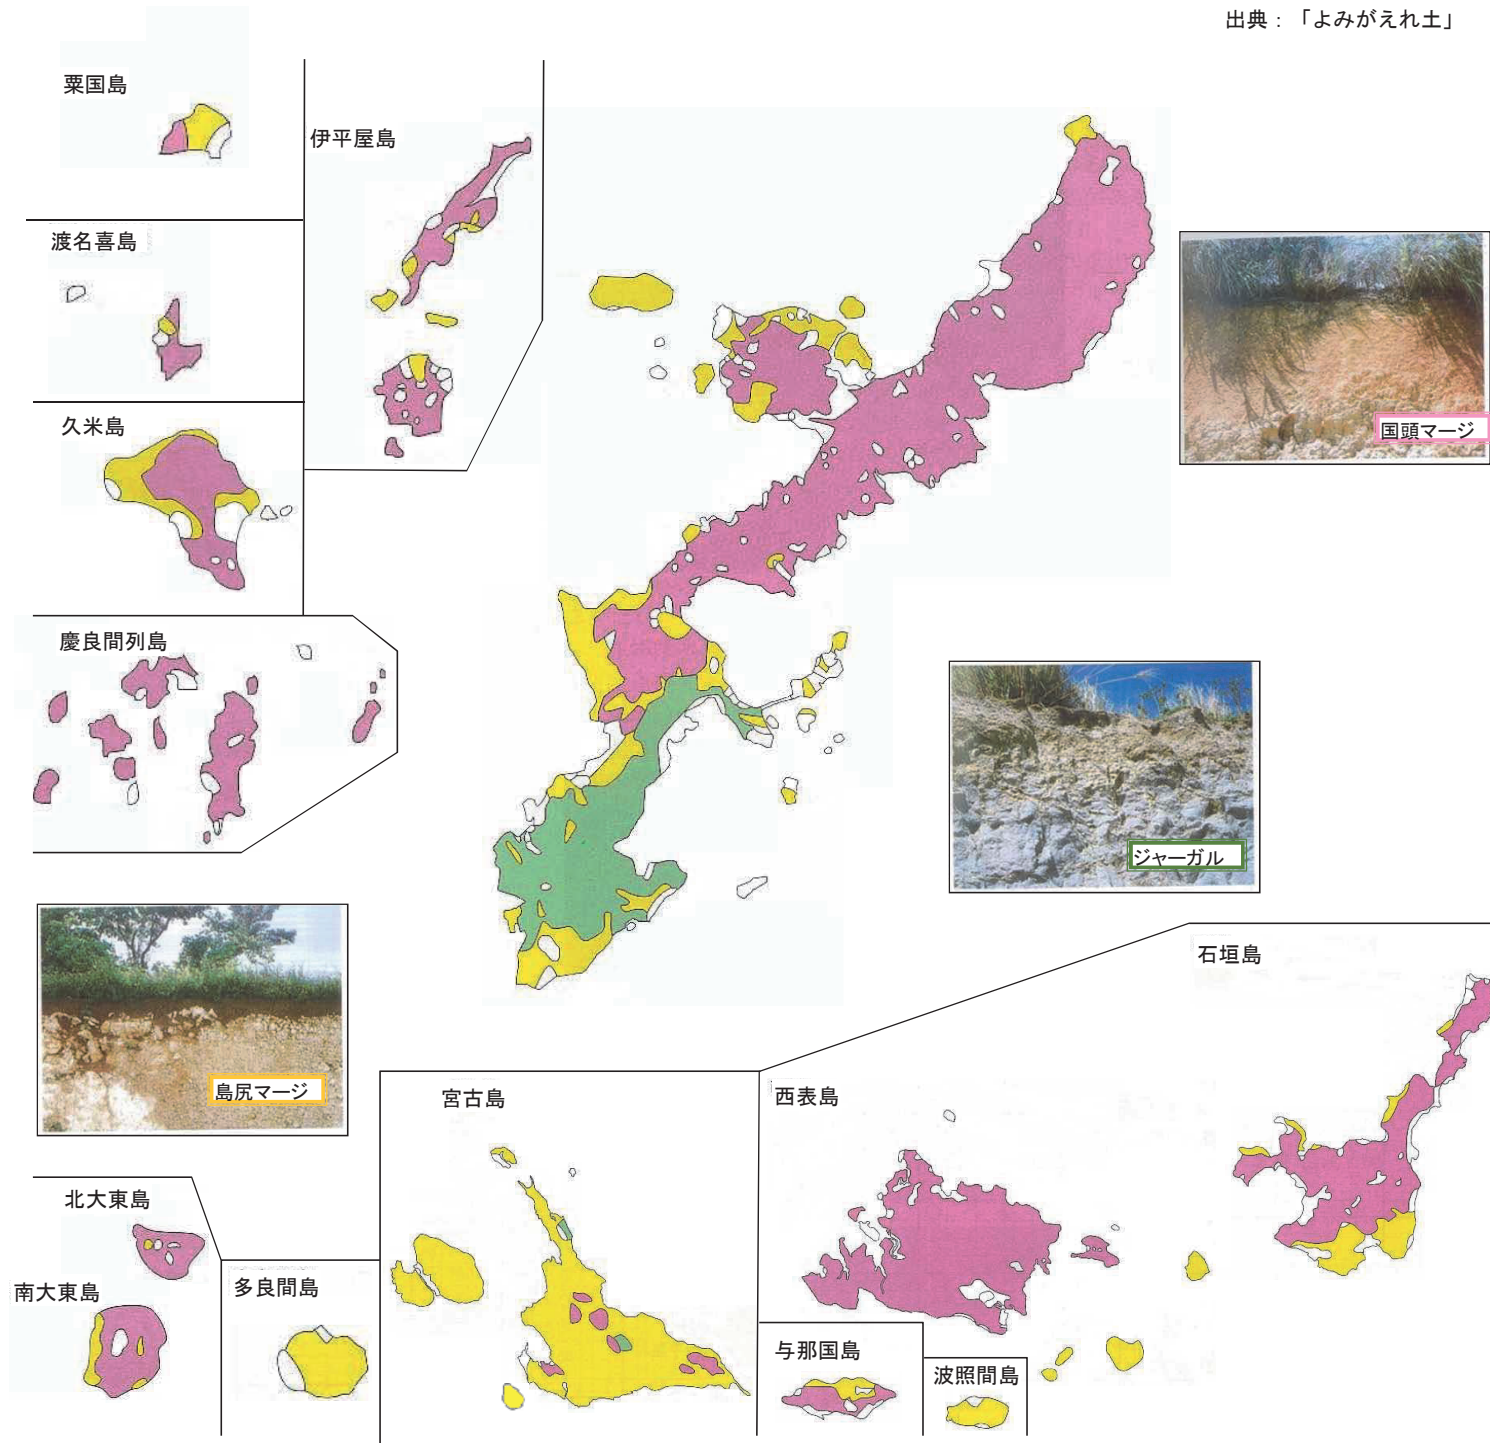 出典：「よみがえれ土」
粟国島
伊平屋島
渡名喜島
久米島
国頭マージ
慶良間列島
ジャーガル
島尻マージ
石垣島
宮古島
西表島
北大東島
南大東島
多良間島
与那国島
波照間島